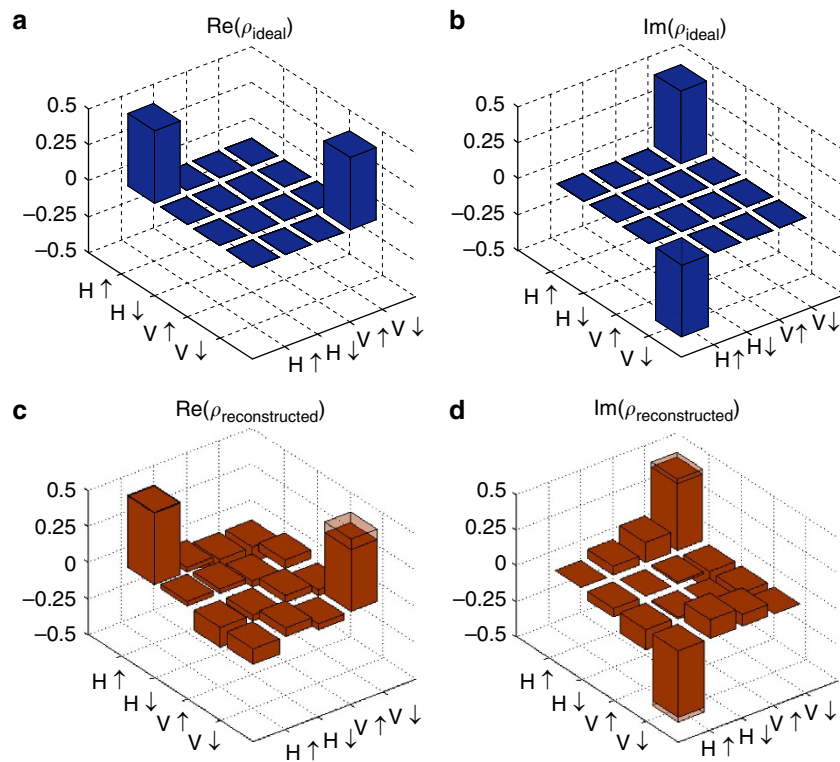 a
Re(ρideal)
0.5
0.25
0
−0.25
−0.5
H ↑
H ↓
V ↑
V ↓
H ↑
H ↓
V ↑
V ↓
b
Im(ρideal)
0.5
0.25
0
−0.25
−0.5
H ↑
H ↓
V ↑
V ↓
H ↑
H ↓
V ↑
V ↓
c
Re(ρreconstructed)
0.5
0.25
0
−0.25
−0.5
H ↑
H ↓
V ↑
V ↓
H ↑
H ↓
V ↑
V ↓
d
Im(ρreconstructed)
0.5
0.25
0
−0.25
−0.5
H ↑
H ↓
V ↑
V ↓
H ↑
H ↓
V ↑
V ↓